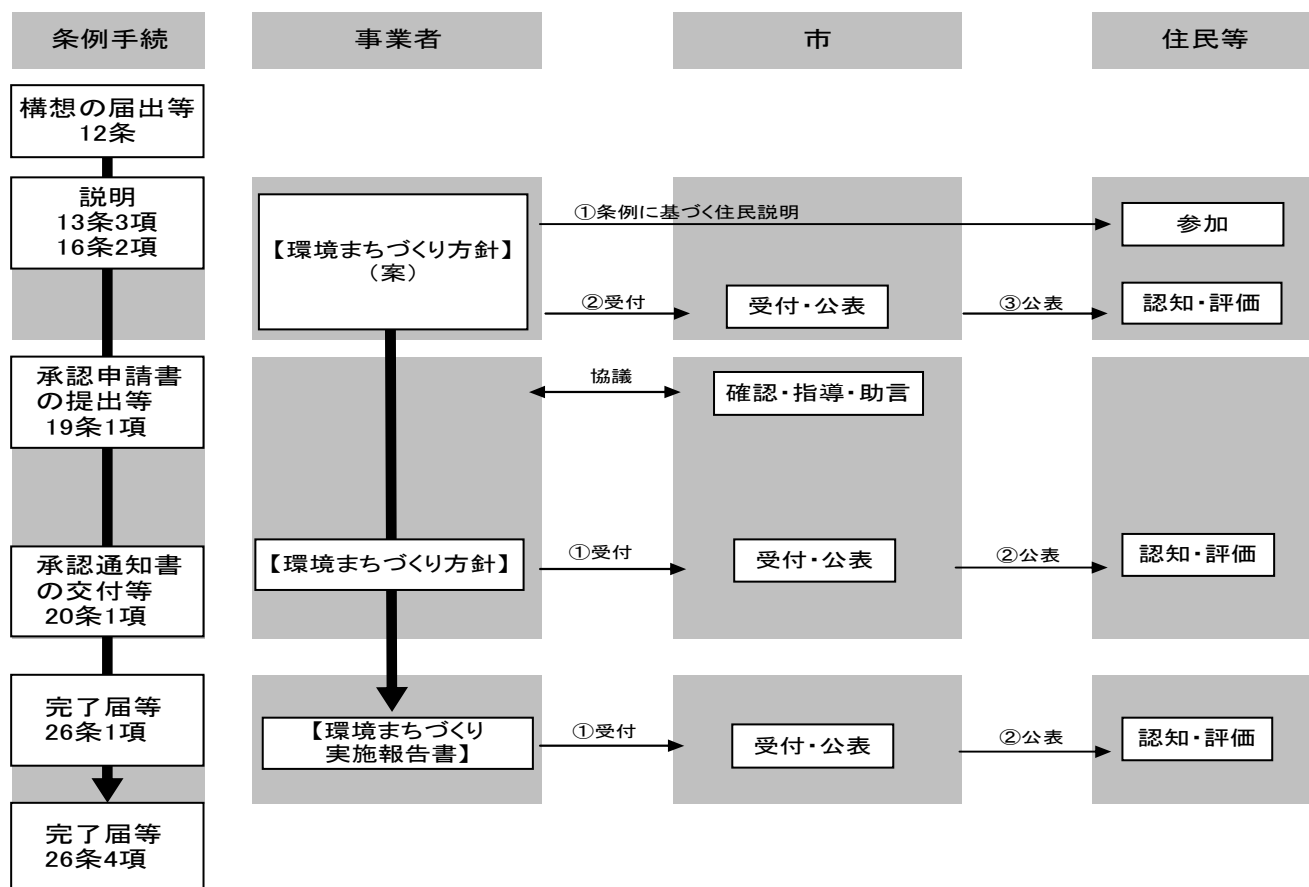 条例手続
事業者
市
住民等
構想の届出等
12条
説明
13条3項
16条2項
【環境まちづくり方針】
（案）
①条例に基づく住民説明
参加
②受付
受付・公表
③公表
認知・評価
承認申請書
の提出等
19条1項
協議
確認・指導・助言
承認通知書
の交付等
20条1項
【環境まちづくり方針】
①受付
受付・公表
②公表
認知・評価
完了届等
26条1項
【環境まちづくり
実施報告書】
①受付
受付・公表
②公表
認知・評価
完了届等
26条4項